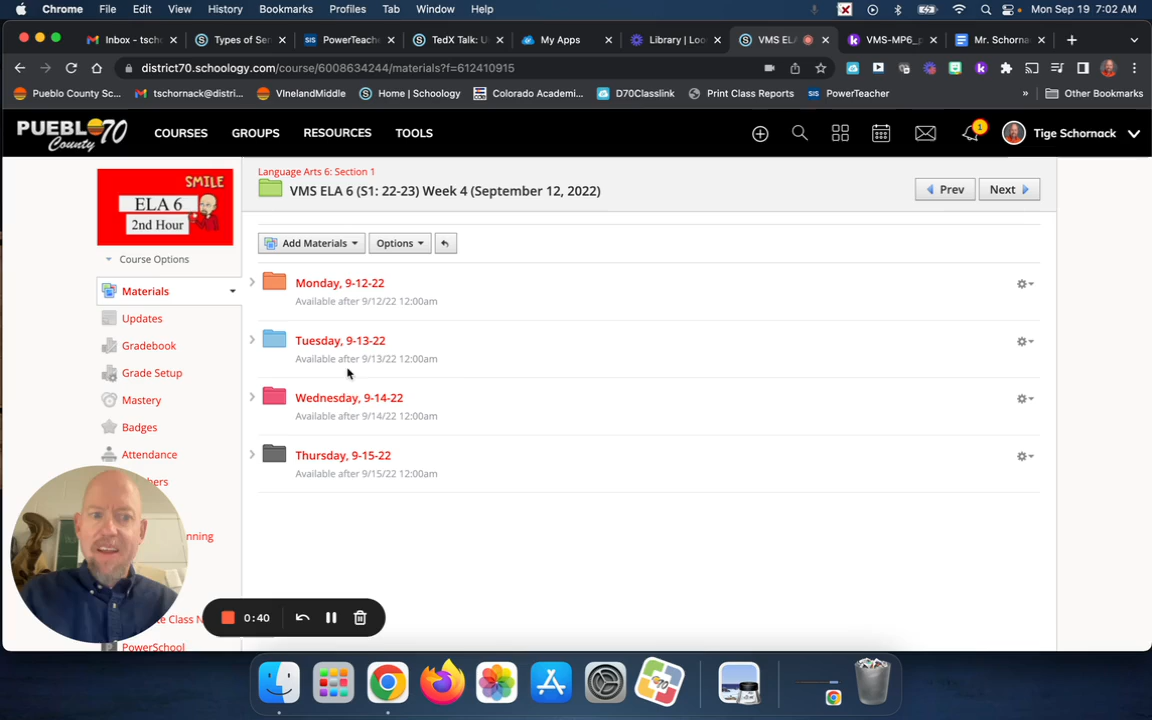 Chrome File Edit View History Bookmarks Profiles Tab Window Help Mon Sep 19 7:02 AM
Inbox - tsch Types of Se PowerTeach TedX Talk: U My Apps Library | Loo VMS EL VMS-MP6_p Mr. Schorna
district70.schoology.com/course/6008634244/materials?f=612410915
Pueblo County Sc... tschornack@distri... VInelandMiddle Home | Schoology Colorado Academi... D70Classlink Print Class Reports SIS PowerTeacher » Other Bookmarks
PUEBLO 70 County COURSES GROUPS RESOURCES TOOLS 1 Tige Schornack
SMILE
ELA 6
2nd Hour
Course Options
Materials
Updates
Gradebook
Grade Setup
Mastery
Badges
Attendance
bers
nning
te Class N
PowerSchool
Language Arts 6: Section 1
VMS ELA 6 (S1: 22-23) Week 4 (September 12, 2022)
Prev Next
Add Materials Options
Monday, 9-12-22
Available after 9/12/22 12:00am
Tuesday, 9-13-22
Available after 9/13/22 12:00am
Wednesday, 9-14-22
Available after 9/14/22 12:00am
Thursday, 9-15-22
Available after 9/15/22 12:00am
0:40